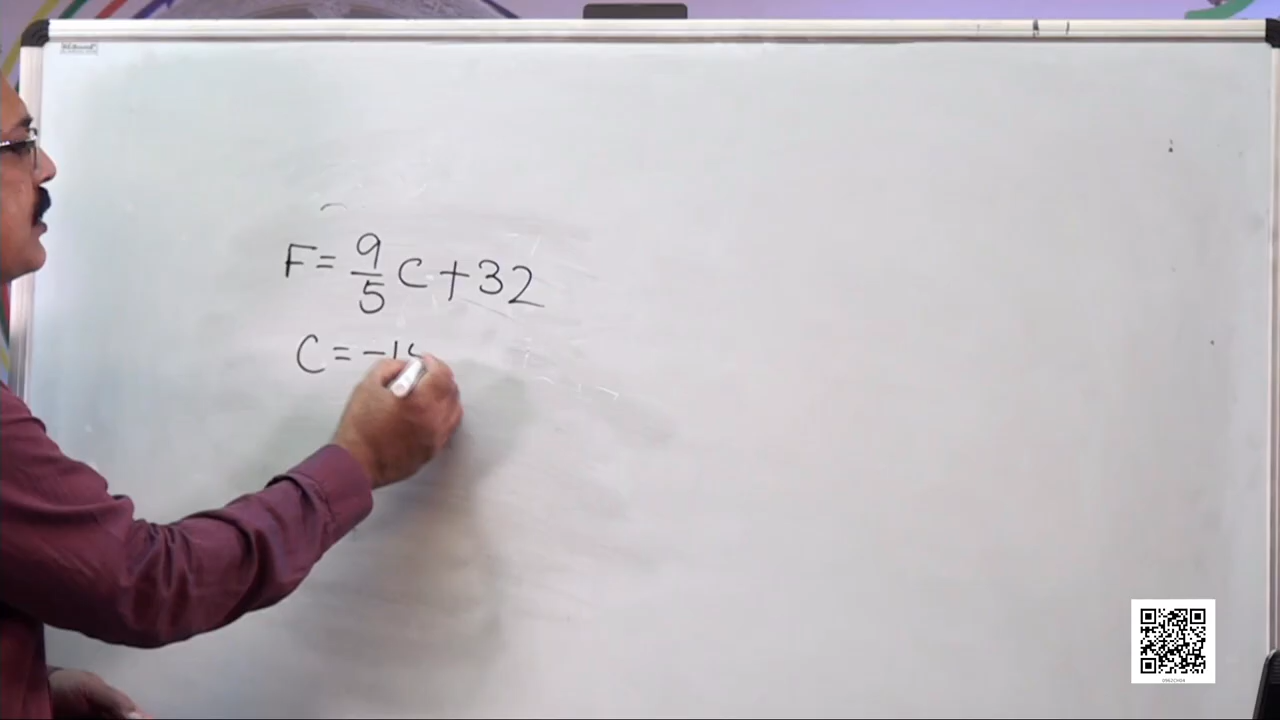 F = 9/5 C + 32
C = -1